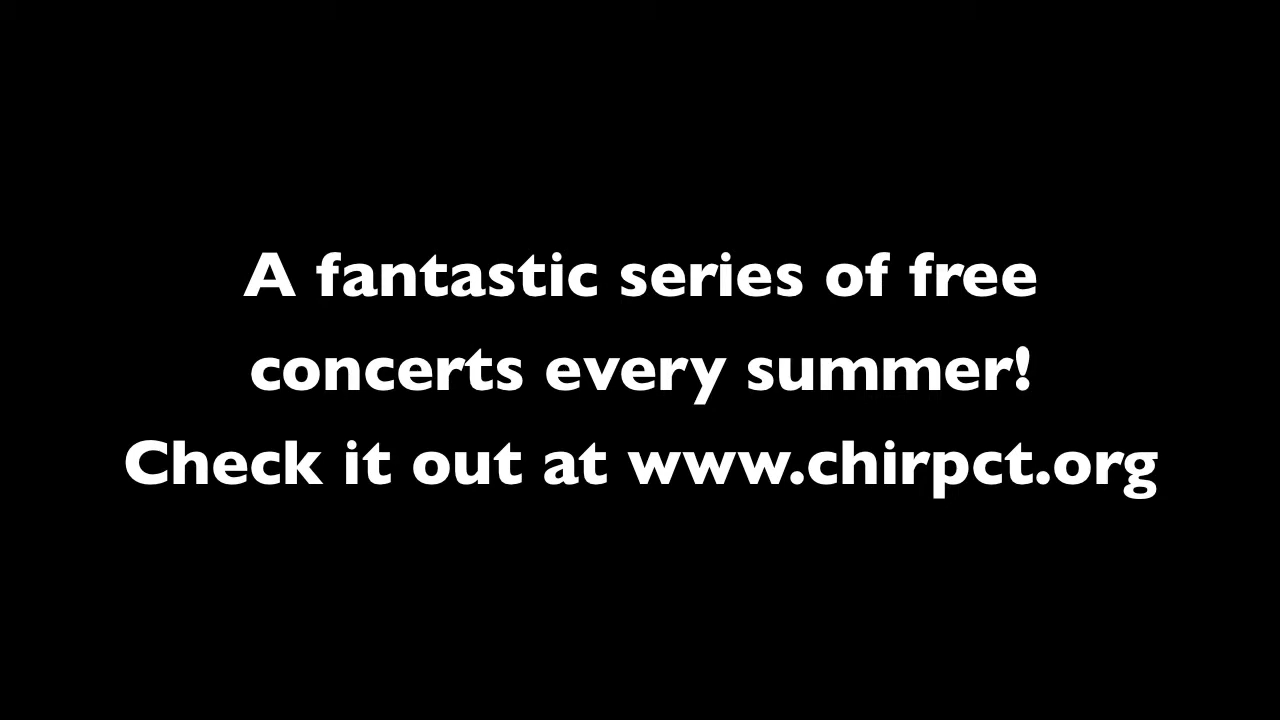 A fantastic series of free
concerts every summer!
Check it out at www.chirpct.org